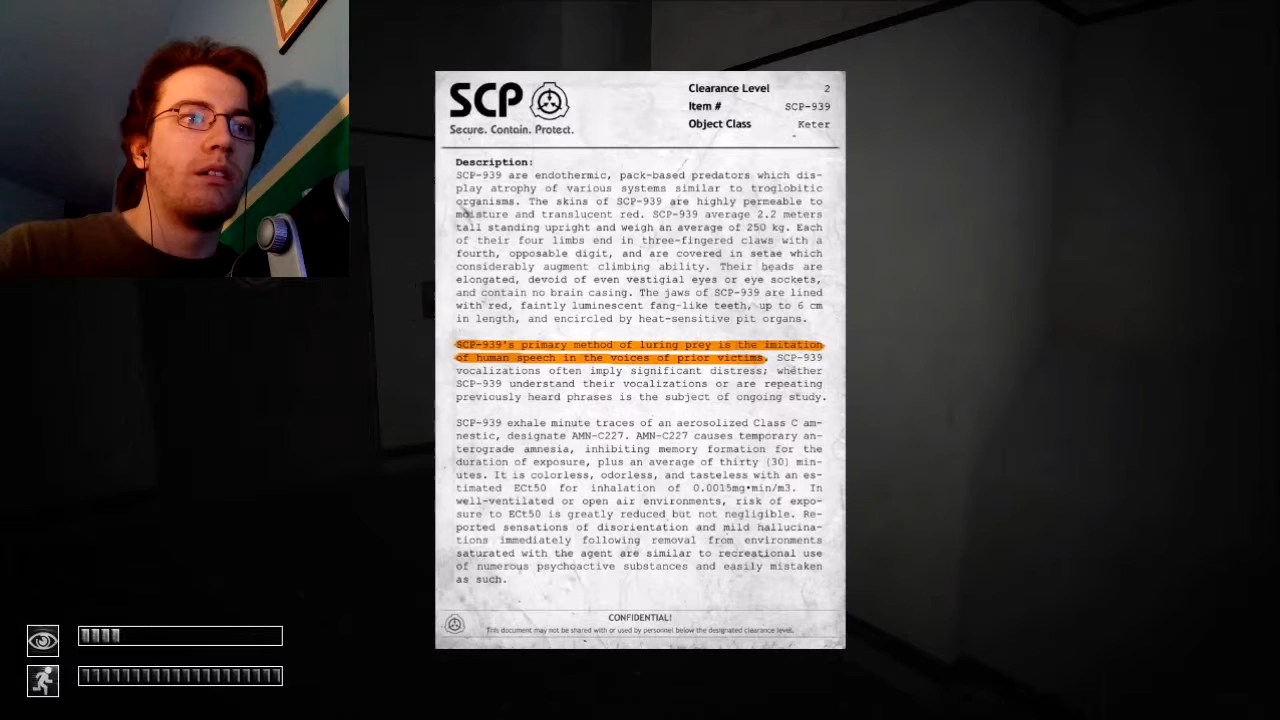 SCP
Secure. Contain. Protect.
Clearance Level 2
Item # SCP-939
Object Class Keter
Description:
SCP-939 are endothermic, pack-based predators which dis-
play atrophy of various systems similar to troglobitic
organisms. The skins of SCP-939 are highly permeable to
moisture and translucent red. SCP-939 average 2.2 meters
tall standing upright and weigh an average of 250 kg. Each
of their four limbs end in three-fingered claws with a
fourth, opposable digit, and are covered in setae which
considerably augment climbing ability. Their heads are
elongated, devoid of even vestigial eyes or eye sockets,
and contain no brain casing. The jaws of SCP-939 are lined
with red, faintly luminescent fang-like teeth, up to 6 cm
in length, and encircled by heat-sensitive pit organs.
SCP-939's primary method of luring prey is the imitation
of human speech in the voices of prior victims. SCP-939
vocalizations often imply significant distress; whether
SCP-939 understand their vocalizations or are repeating
previously heard phrases is the subject of ongoing study.
SCP-939 exhale minute traces of an aerosolized Class C am-
nestic, designate AMN-C227. AMN-C227 causes temporary an-
terograde amnesia, inhibiting memory formation for the
duration of exposure, plus an average of thirty (30) min-
utes. It is colorless, odorless, and tasteless with an es-
timated ECt50 for inhalation of 0.0015mg•min/m3. In
well-ventilated or open air environments, risk of expo-
sure to ECt50 is greatly reduced but not negligible. Re-
ported sensations of disorientation and mild hallucina-
tions immediately following removal from environments
saturated with the agent are similar to recreational use
of numerous psychoactive substances and easily mistaken
as such.
CONFIDENTIAL!
This document may not be shared with or used by personnel below the designated clearance level.